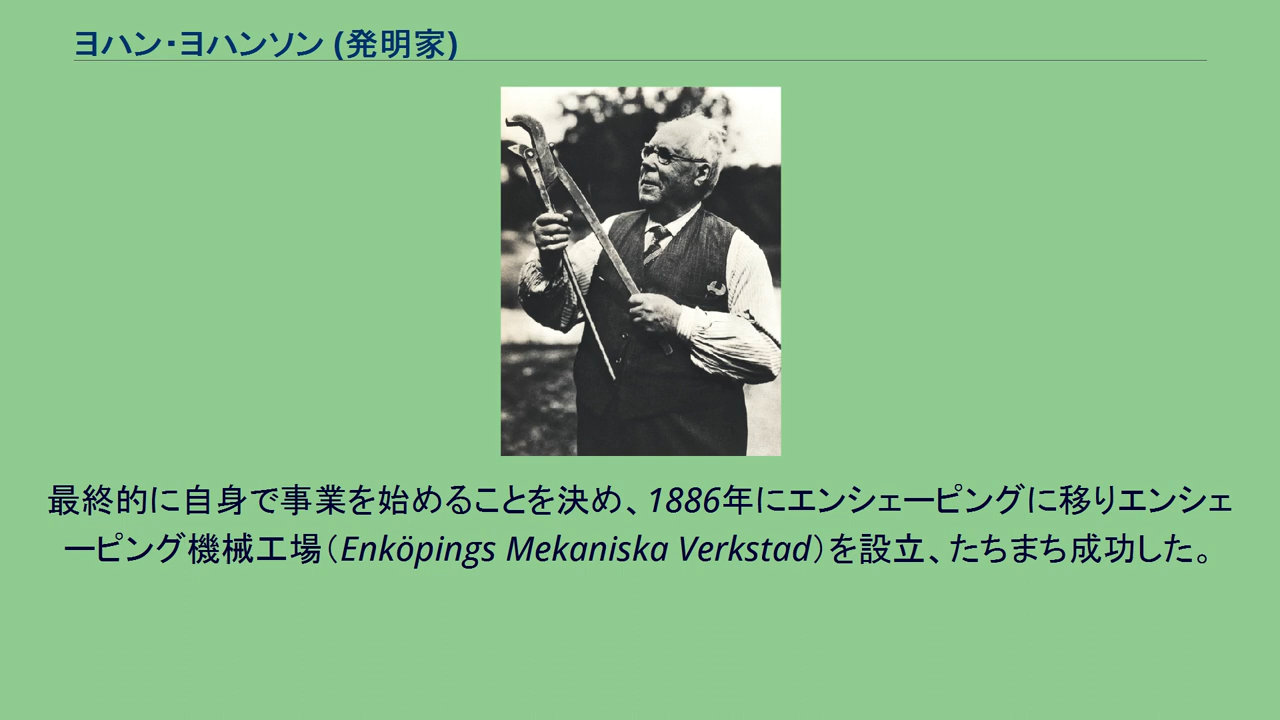 ヨハン・ヨハンソン (発明家)
最終的に自身で事業を始めることを決め、1886年にエンシェーピングに移りエンシェ
ーピング機械工場（Enköpings Mekaniska Verkstad）を設立、たちまち成功した。